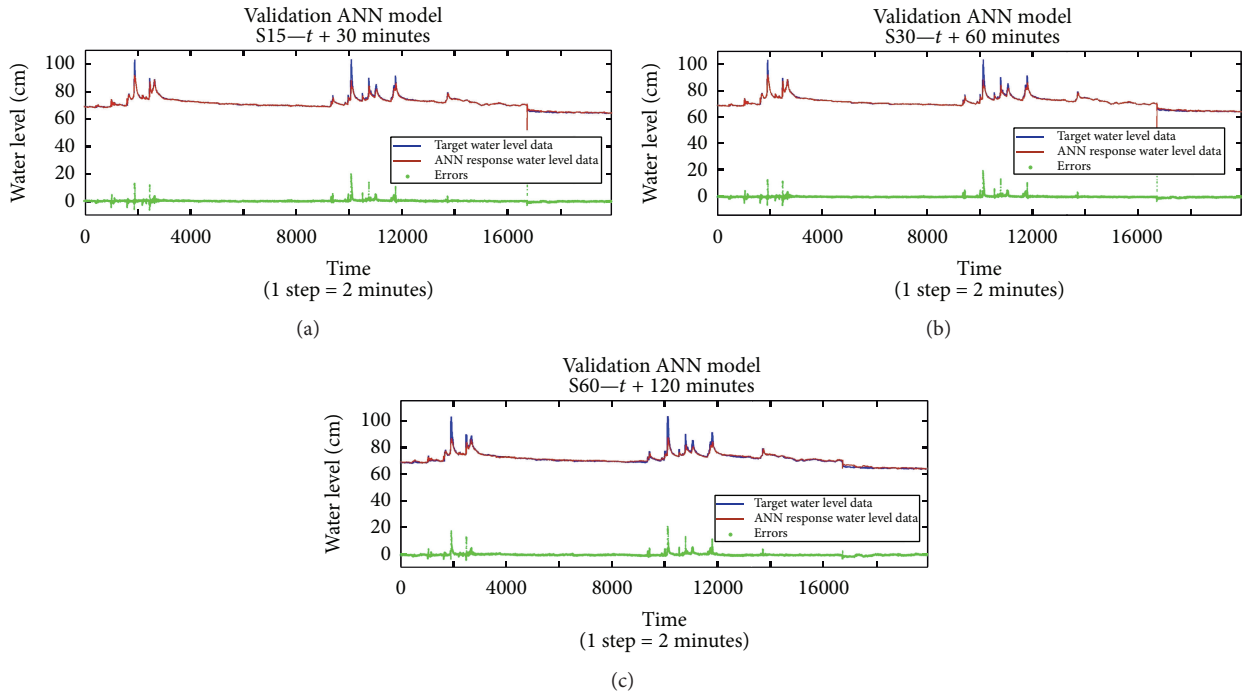 Validation ANN model
S15—t + 30 minutes
Water level (cm)
100
80
60
40
20
0
Target water level data
ANN response water level data
Errors
0 4000 8000 12000 16000
Time
(1 step = 2 minutes)
(a)
Validation ANN model
S30—t + 60 minutes
Water level (cm)
100
80
60
40
20
0
Target water level data
ANN response water level data
Errors
0 4000 8000 12000 16000
Time
(1 step = 2 minutes)
(b)
Validation ANN model
S60—t + 120 minutes
Water level (cm)
100
80
60
40
20
0
Target water level data
ANN response water level data
Errors
0 4000 8000 12000 16000
Time
(1 step = 2 minutes)
(c)